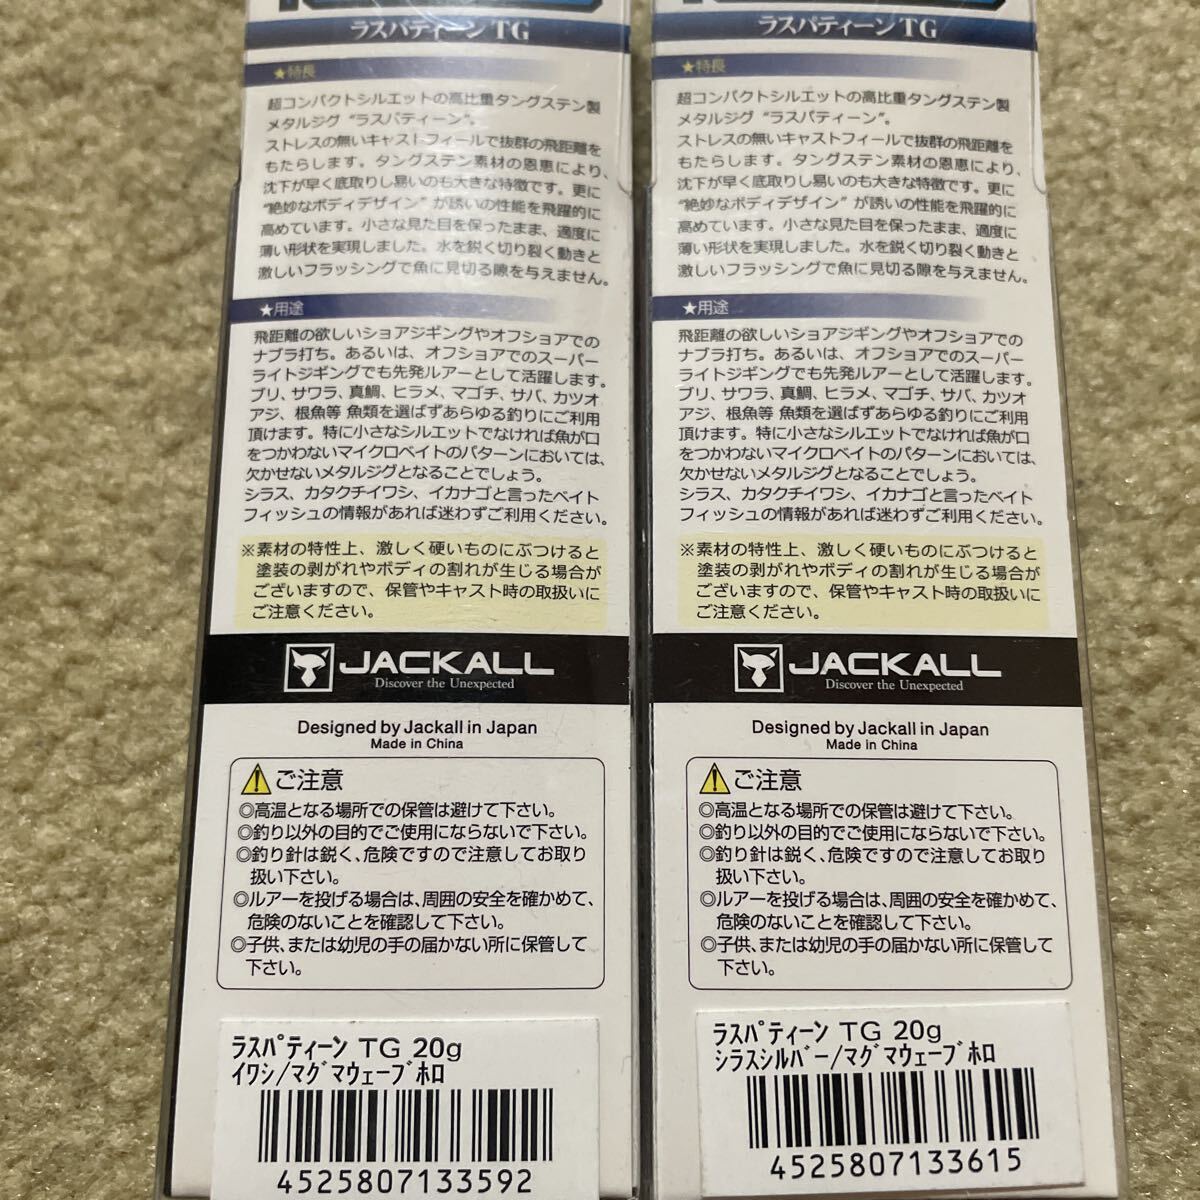 ラスパティーン TG
★特長
超コンパクトシルエットの高比重タングステン製
メタルジグ “ラスパティーン”。
ストレスの無いキャストフィールで抜群の飛距離を
もたらします。タングステン素材の恩恵により、
沈下が早く底取りし易いのも大きな特徴です。更に
“絶妙なボディデザイン”が誘いの性能を飛躍的に
高めています。小さな見た目を保ったまま、適度に
薄い形状を実現しました。水を鋭く切り裂く動きと
激しいフラッシングで魚に見切る隙を与えません。
★用途
飛距離の欲しいショアジギングやオフショアでの
ナブラ打ち。あるいは、オフショアでのスーパー
ライトジギングでも先発ルアーとして活躍します。
ブリ、サワラ、真鯛、ヒラメ、マゴチ、サバ、カツオ
アジ、根魚等 魚類を選ばずあらゆる釣りにご利用
頂けます。特に小さなシルエットでなければ魚が口
をつかわないマイクロベイトのパターンにおいては、
欠かせないメタルジグとなることでしょう。
シラス、カタクチイワシ、イカナゴと言ったベイト
フィッシュの情報があれば迷わずご利用ください。
※素材の特性上、激しく硬いものにぶつけると
塗装の剥がれやボディの割れが生じる場合が
ございますので、保管やキャスト時の取扱いに
ご注意ください。
JACKALL
Discover the Unexpected
Designed by Jackall in Japan
Made in China
ご注意
◎高温となる場所での保管は避けて下さい。
◎釣り以外の目的でご使用にならないで下さい。
◎釣り針は鋭く、危険ですので注意してお取り
扱い下さい。
◎ルアーを投げる場合は、周囲の安全を確かめて、
危険のないことを確認して下さい。
◎子供、または幼児の手の届かない所に保管して
下さい。
ラスパティーン TG 20g
イワシ/マグマウェーブホロ
4525807133592
ラスパティーン TG
★特長
超コンパクトシルエットの高比重タングステン製
メタルジグ “ラスパティーン”。
ストレスの無いキャストフィールで抜群の飛距離を
もたらします。タングステン素材の恩恵により、
沈下が早く底取りし易いのも大きな特徴です。更に
“絶妙なボディデザイン”が誘いの性能を飛躍的に
高めています。小さな見た目を保ったまま、適度に
薄い形状を実現しました。水を鋭く切り裂く動きと
激しいフラッシングで魚に見切る隙を与えません。
★用途
飛距離の欲しいショアジギングやオフショアでの
ナブラ打ち。あるいは、オフショアでのスーパー
ライトジギングでも先発ルアーとして活躍します。
ブリ、サワラ、真鯛、ヒラメ、マゴチ、サバ、カツオ
アジ、根魚等 魚類を選ばずあらゆる釣りにご利用
頂けます。特に小さなシルエットでなければ魚が口
をつかわないマイクロベイトのパターンにおいては、
欠かせないメタルジグとなることでしょう。
シラス、カタクチイワシ、イカナゴと言ったベイト
フィッシュの情報があれば迷わずご利用ください。
※素材の特性上、激しく硬いものにぶつけると
塗装の剥がれやボディの割れが生じる場合が
ございますので、保管やキャスト時の取扱いに
ご注意ください。
JACKALL
Discover the Unexpected
Designed by Jackall in Japan
Made in China
ご注意
◎高温となる場所での保管は避けて下さい。
◎釣り以外の目的でご使用にならないで下さい。
◎釣り針は鋭く、危険ですので注意してお取り
扱い下さい。
◎ルアーを投げる場合は、周囲の安全を確かめて、
危険のないことを確認して下さい。
◎子供、または幼児の手の届かない所に保管して
下さい。
ラスパティーン TG 20g
シラスシルバー/マグマウェーブホロ
4525807133615